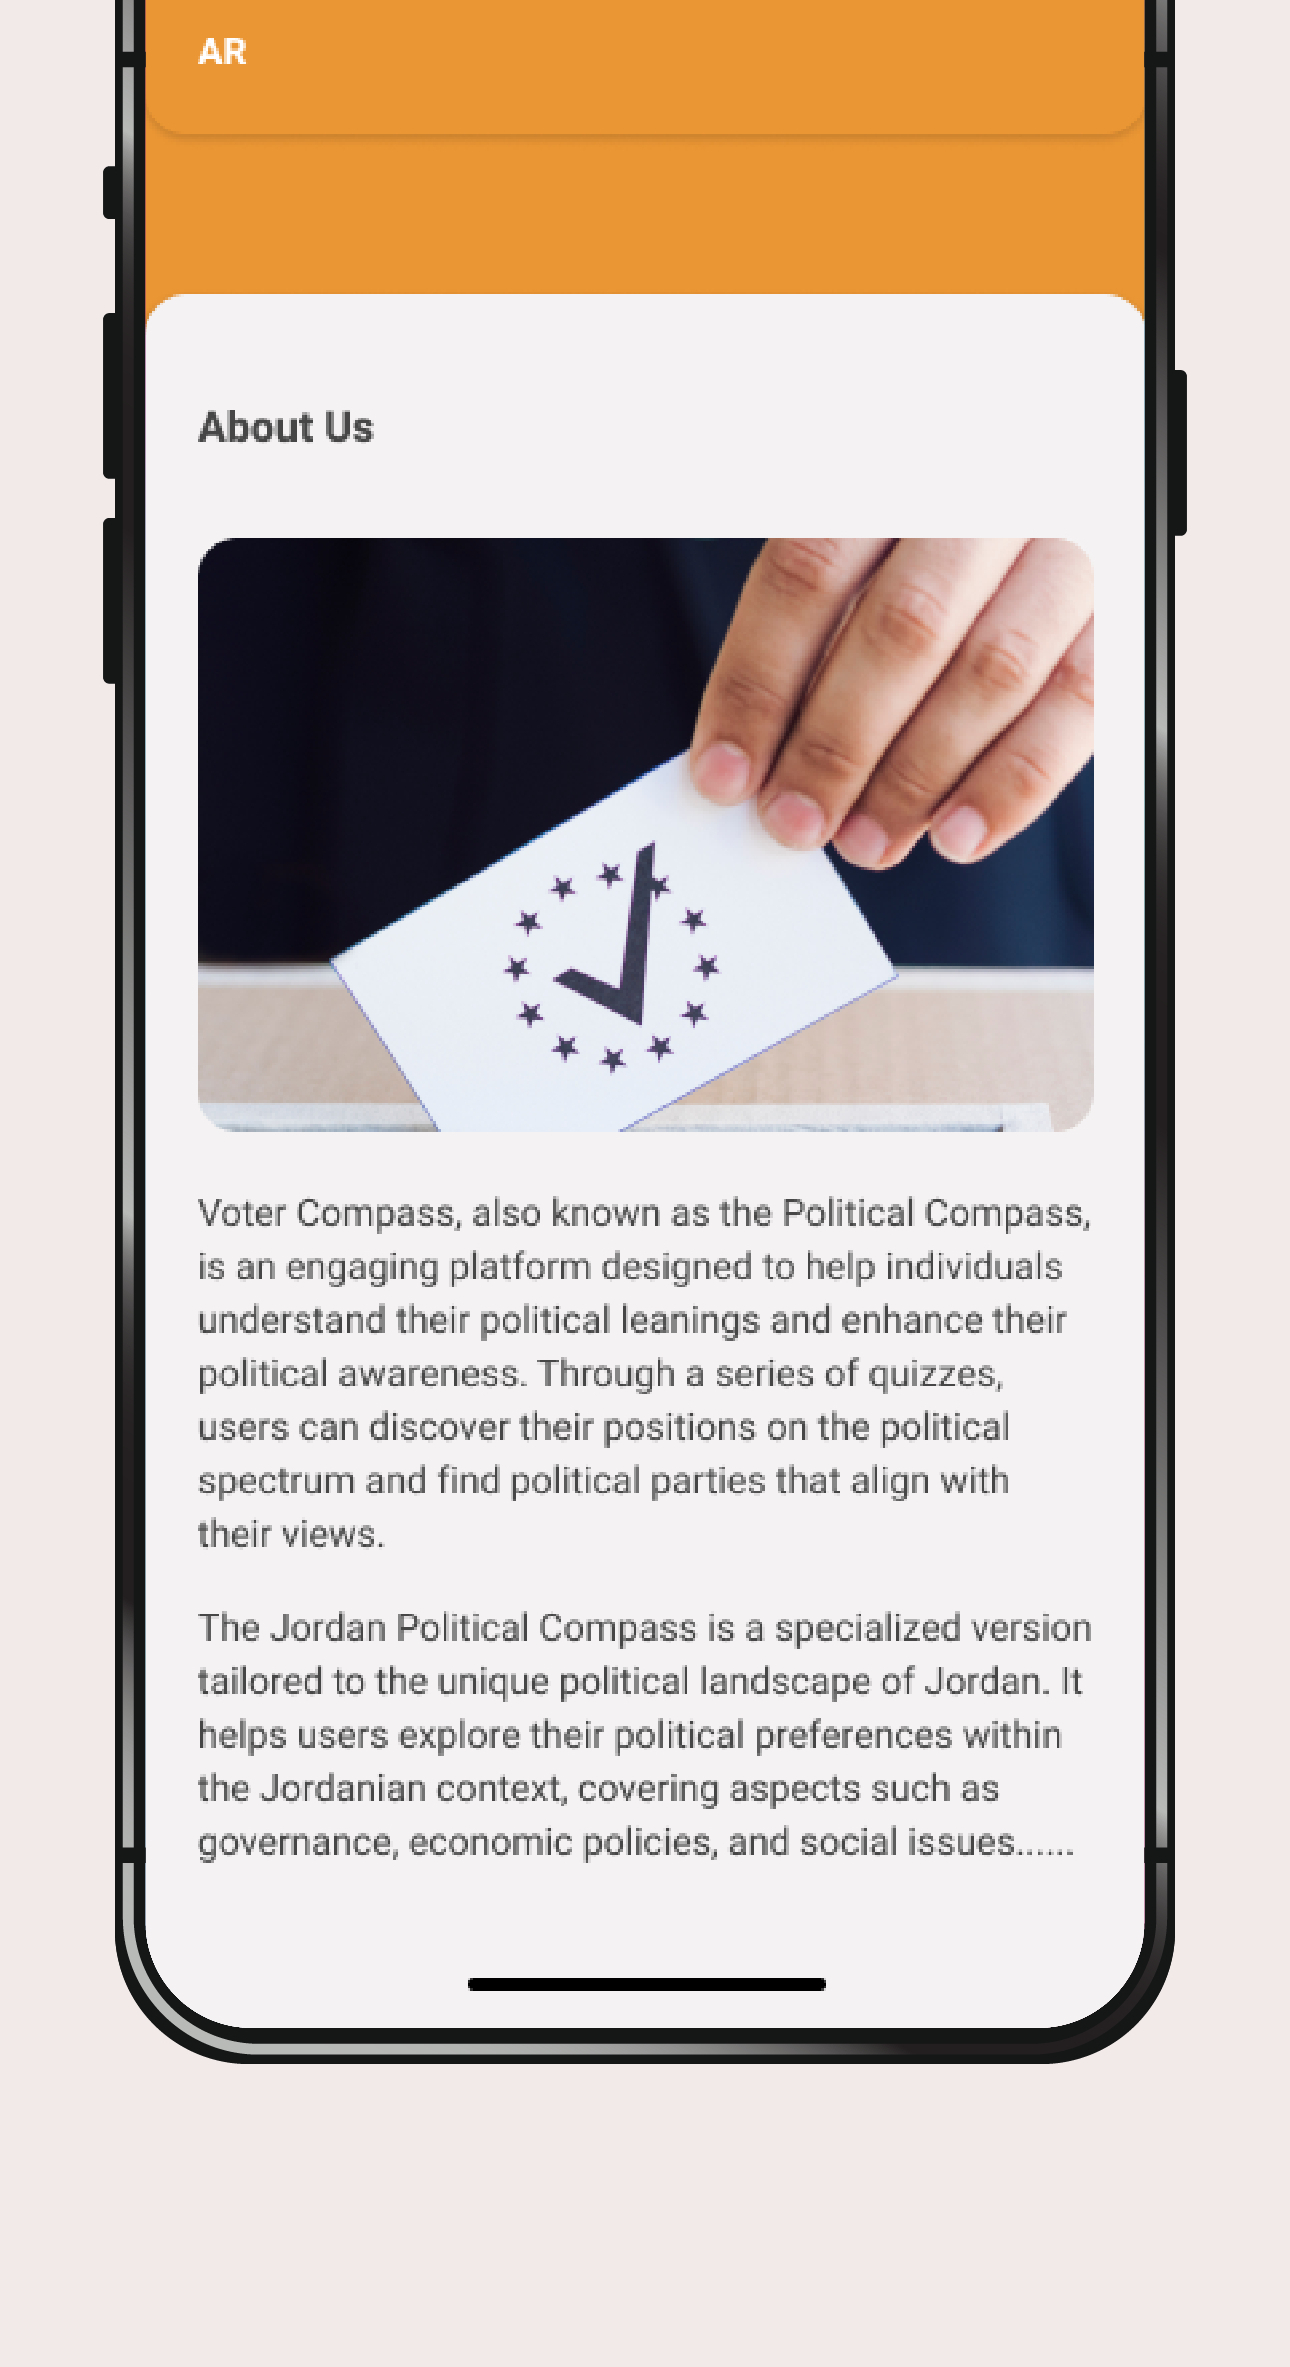 AR
About Us
Voter Compass, also known as the Political Compass,
is an engaging platform designed to help individuals
understand their political leanings and enhance their
political awareness. Through a series of quizzes,
users can discover their positions on the political
spectrum and find political parties that align with
their views.
The Jordan Political Compass is a specialized version
tailored to the unique political landscape of Jordan. It
helps users explore their political preferences within
the Jordanian context, covering aspects such as
governance, economic policies, and social issues......